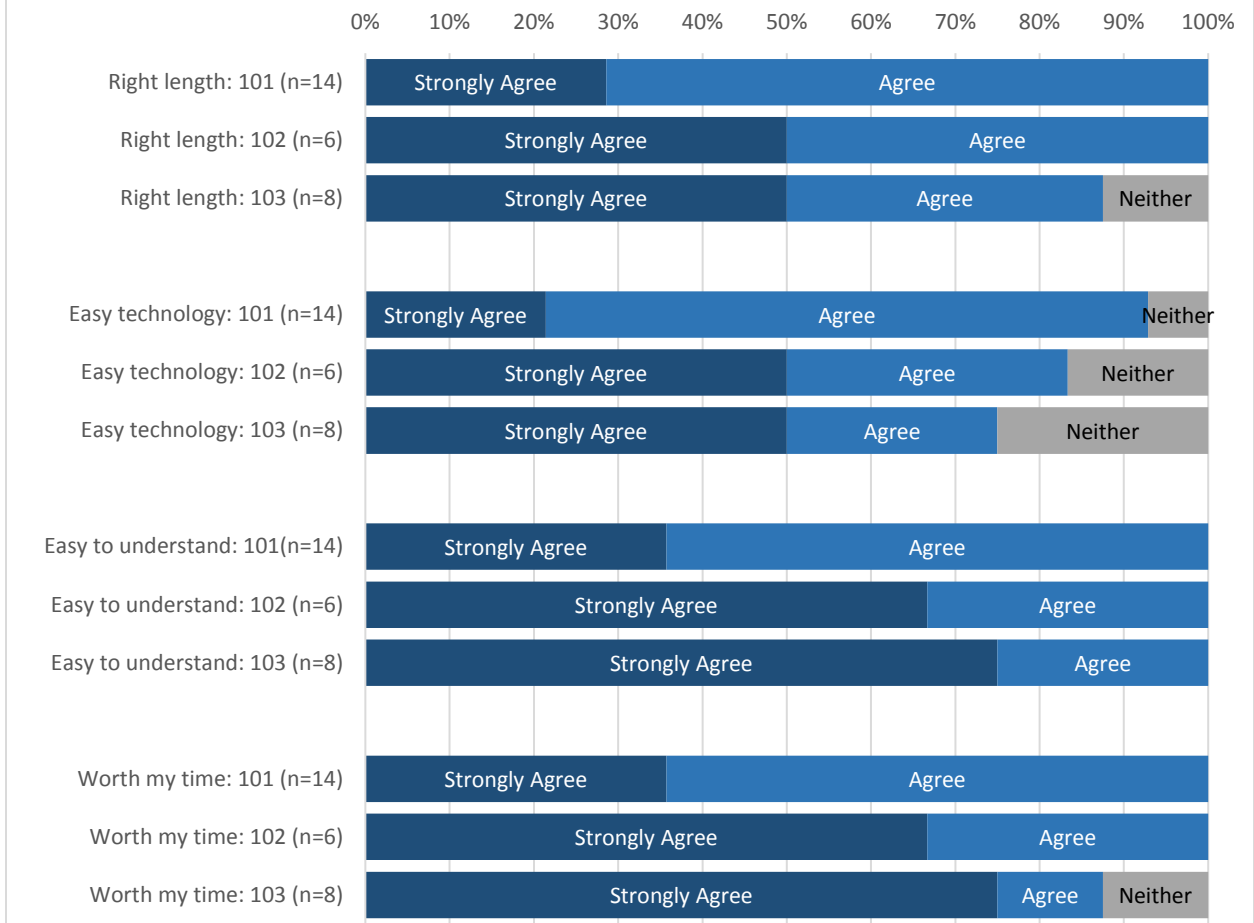 0% 10% 20% 30% 40% 50% 60% 70% 80% 90% 100%
Right length: 101 (n=14) Strongly Agree Agree
Right length: 102 (n=6) Strongly Agree Agree
Right length: 103 (n=8) Strongly Agree Agree Neither
Easy technology: 101 (n=14) Strongly Agree Agree Neither
Easy technology: 102 (n=6) Strongly Agree Agree Neither
Easy technology: 103 (n=8) Strongly Agree Agree Neither
Easy to understand: 101(n=14) Strongly Agree Agree
Easy to understand: 102 (n=6) Strongly Agree Agree
Easy to understand: 103 (n=8) Strongly Agree Agree
Worth my time: 101 (n=14) Strongly Agree Agree
Worth my time: 102 (n=6) Strongly Agree Agree
Worth my time: 103 (n=8) Strongly Agree Agree Neither